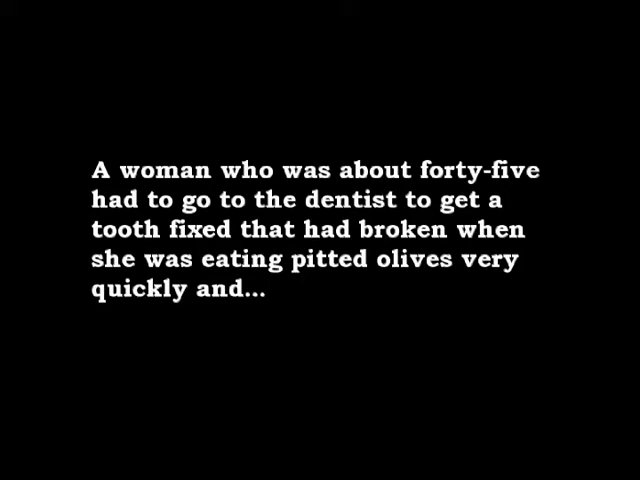 A woman who was about forty-five
had to go to the dentist to get a
tooth fixed that had broken when
she was eating pitted olives very
quickly and...